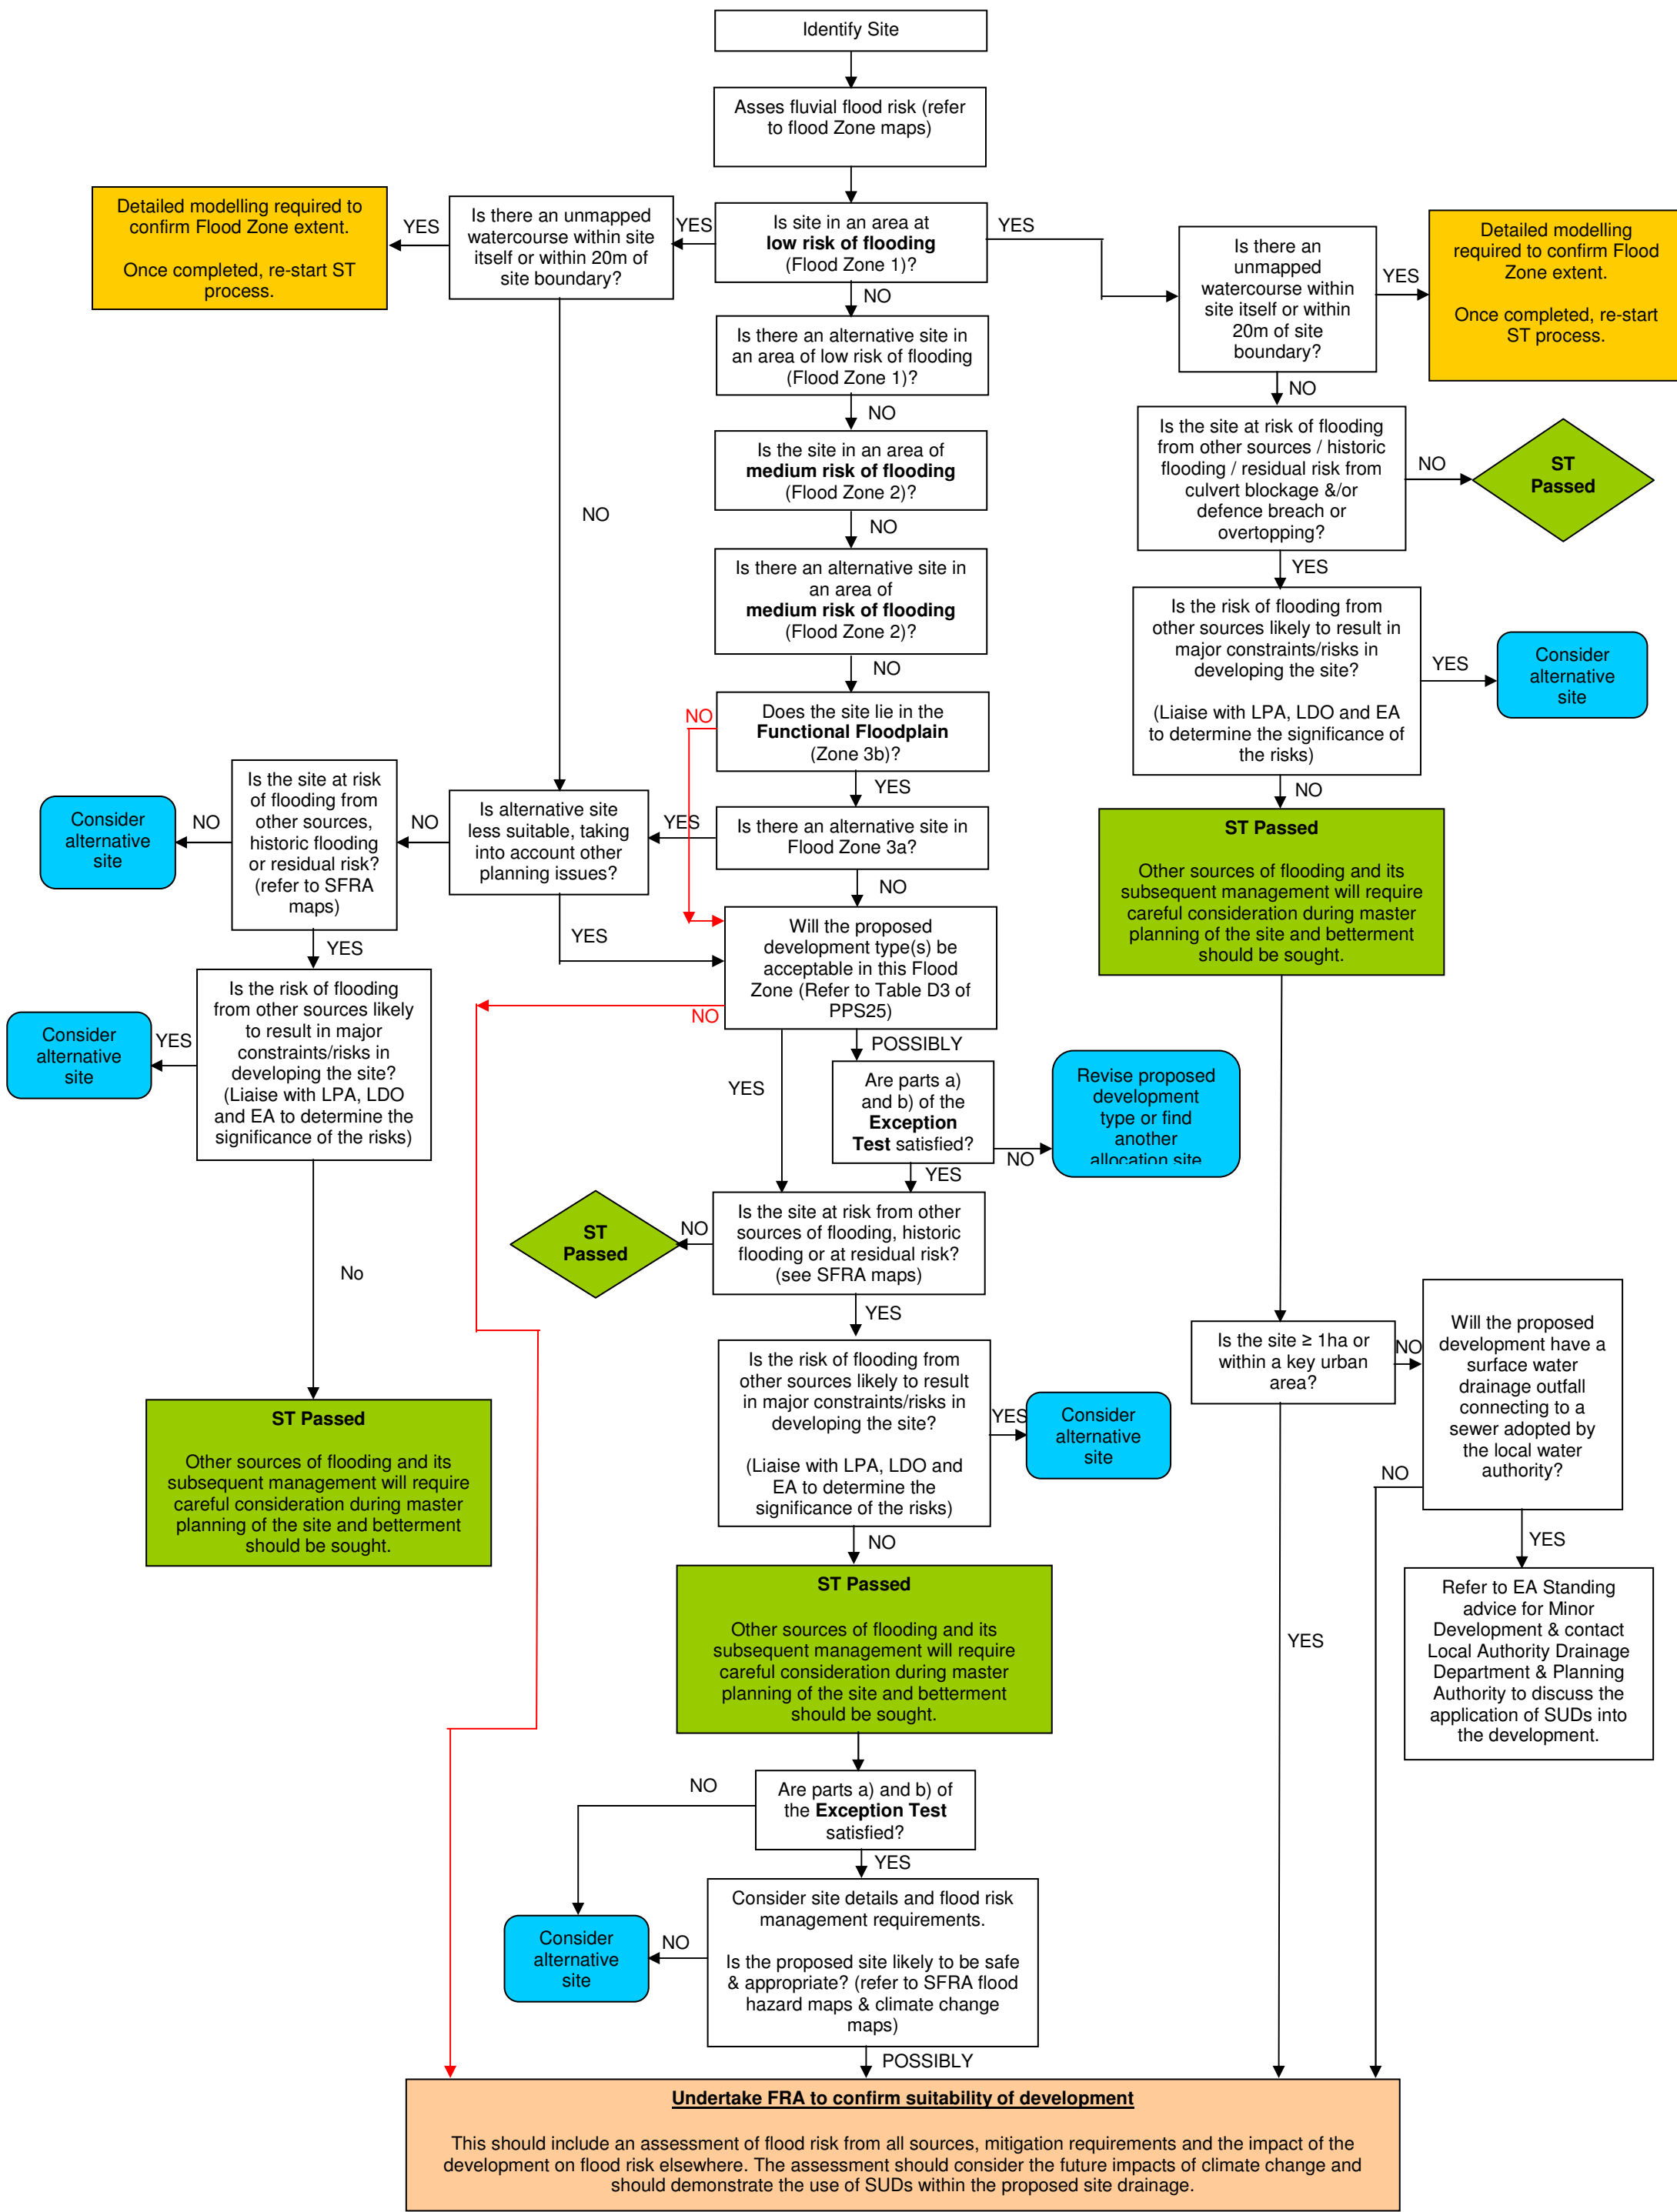 Identify Site
Asses fluvial flood risk (refer
to flood Zone maps)
Detailed modelling required to
confirm Flood Zone extent.
Once completed, re-start ST
process.
YES
Is there an unmapped
watercourse within site
itself or within 20m of
site boundary?
YES
Is site in an area at
low risk of flooding
(Flood Zone 1)?
YES
Is there an
unmapped
watercourse within
site itself or within
20m of site
boundary?
YES
Detailed modelling
required to confirm Flood
Zone extent.
Once completed, re-start
ST process.
NO
Is there an alternative site in
an area of low risk of flooding
(Flood Zone 1)?
NO
Is the site in an area of
medium risk of flooding
(Flood Zone 2)?
NO
Is there an alternative site in
an area of
medium risk of flooding
(Flood Zone 2)?
NO
NO
NO
Is the site at risk of flooding
from other sources / historic
flooding / residual risk from
culvert blockage &/or
defence breach or
overtopping?
NO
ST
Passed
YES
Is the risk of flooding from
other sources likely to result in
major constraints/risks in
developing the site?
(Liaise with LPA, LDO and EA
to determine the significance of
the risks)
YES
Consider
alternative
site
NO
ST Passed
Other sources of flooding and its
subsequent management will require
careful consideration during master
planning of the site and betterment
should be sought.
NO
Does the site lie in the
Functional Floodplain
(Zone 3b)?
YES
Is there an alternative site in
Flood Zone 3a?
YES
Is alternative site
less suitable, taking
into account other
planning issues?
NO
Is the site at risk
of flooding from
other sources,
historic flooding
or residual risk?
(refer to SFRA
maps)
NO
Consider
alternative
site
YES
Is the risk of flooding
from other sources likely
to result in major
constraints/risks in
developing the site?
(Liaise with LPA, LDO
and EA to determine the
significance of the risks)
YES
Consider
alternative
site
No
ST Passed
Other sources of flooding and its
subsequent management will require
careful consideration during master
planning of the site and betterment
should be sought.
YES
NO
Will the proposed
development type(s) be
acceptable in this Flood
Zone (Refer to Table D3 of
PPS25)
NO
YES
POSSIBLY
Are parts a)
and b) of the
Exception
Test satisfied?
NO
Revise proposed
development
type or find
another
allocation site
YES
Is the site at risk from other
sources of flooding, historic
flooding or at residual risk?
(see SFRA maps)
NO
ST
Passed
YES
Is the risk of flooding from
other sources likely to result
in major constraints/risks in
developing the site?
(Liaise with LPA, LDO and
EA to determine the
significance of the risks)
YES
Consider
alternative
site
NO
ST Passed
Other sources of flooding and its
subsequent management will require
careful consideration during master
planning of the site and betterment
should be sought.
Are parts a) and b) of
the Exception Test
satisfied?
NO
YES
Consider site details and flood risk
management requirements.
Is the proposed site likely to be safe
& appropriate? (refer to SFRA flood
hazard maps & climate change
maps)
NO
Consider
alternative
site
POSSIBLY
Is the site ≥ 1ha or
within a key urban
area?
NO
Will the proposed
development have a
surface water
drainage outfall
connecting to a
sewer adopted by
the local water
authority?
NO
YES
YES
Refer to EA Standing
advice for Minor
Development & contact
Local Authority Drainage
Department & Planning
Authority to discuss the
application of SUDs into
the development.
Undertake FRA to confirm suitability of development
This should include an assessment of flood risk from all sources, mitigation requirements and the impact of the
development on flood risk elsewhere. The assessment should consider the future impacts of climate change and
should demonstrate the use of SUDs within the proposed site drainage.